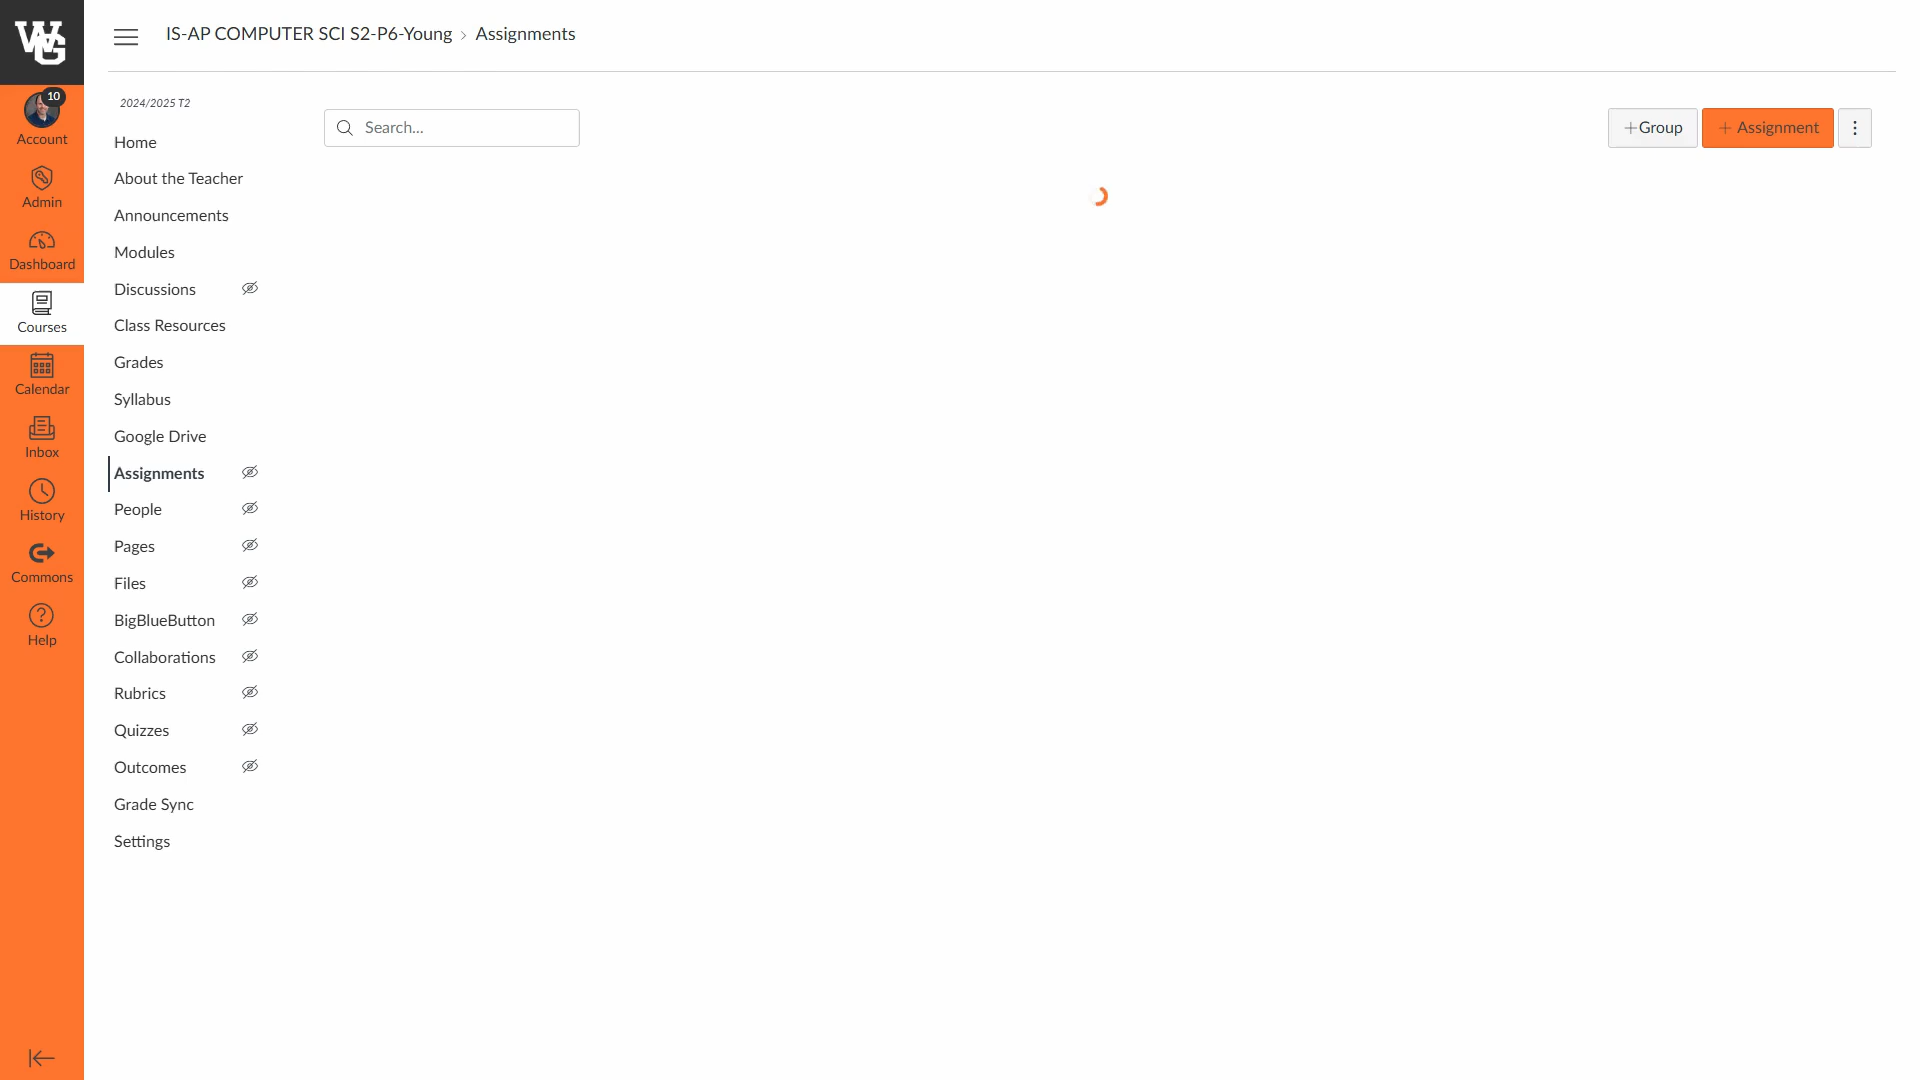 WG
IS-AP COMPUTER SCI S2-P6-Young › Assignments
10
Account
Admin
Dashboard
Courses
Calendar
Inbox
History
Commons
Help
2024/2025 T2
Home
About the Teacher
Announcements
Modules
Discussions
Class Resources
Grades
Syllabus
Google Drive
Assignments
People
Pages
Files
BigBlueButton
Collaborations
Rubrics
Quizzes
Outcomes
Grade Sync
Settings
Search...
+Group
+ Assignment